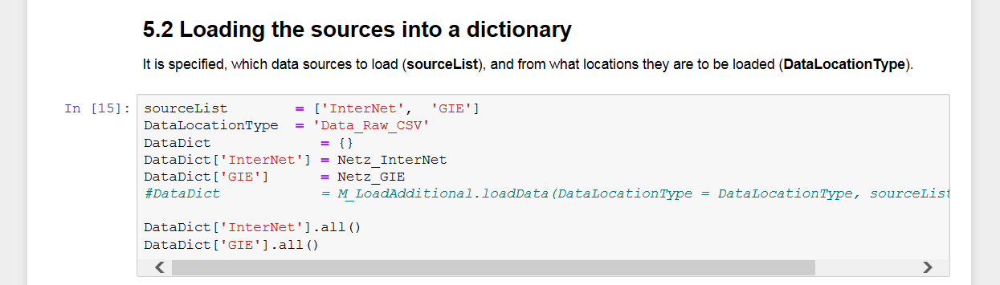 5.2 Loading the sources into a dictionary
It is specified, which data sources to load (sourceList), and from what locations they are to be loaded (DataLocationType).
In [15]: sourceList         = ['InterNet',  'GIE']
DataLocationType  = 'Data_Raw_CSV'
DataDict             = {}
DataDict['InterNet'] = Netz_InterNet
DataDict['GIE']      = Netz_GIE
#DataDict            = M_LoadAdditional.loadData(DataLocationType = DataLocationType, sourceList
DataDict['InterNet'].all()
DataDict['GIE'].all()